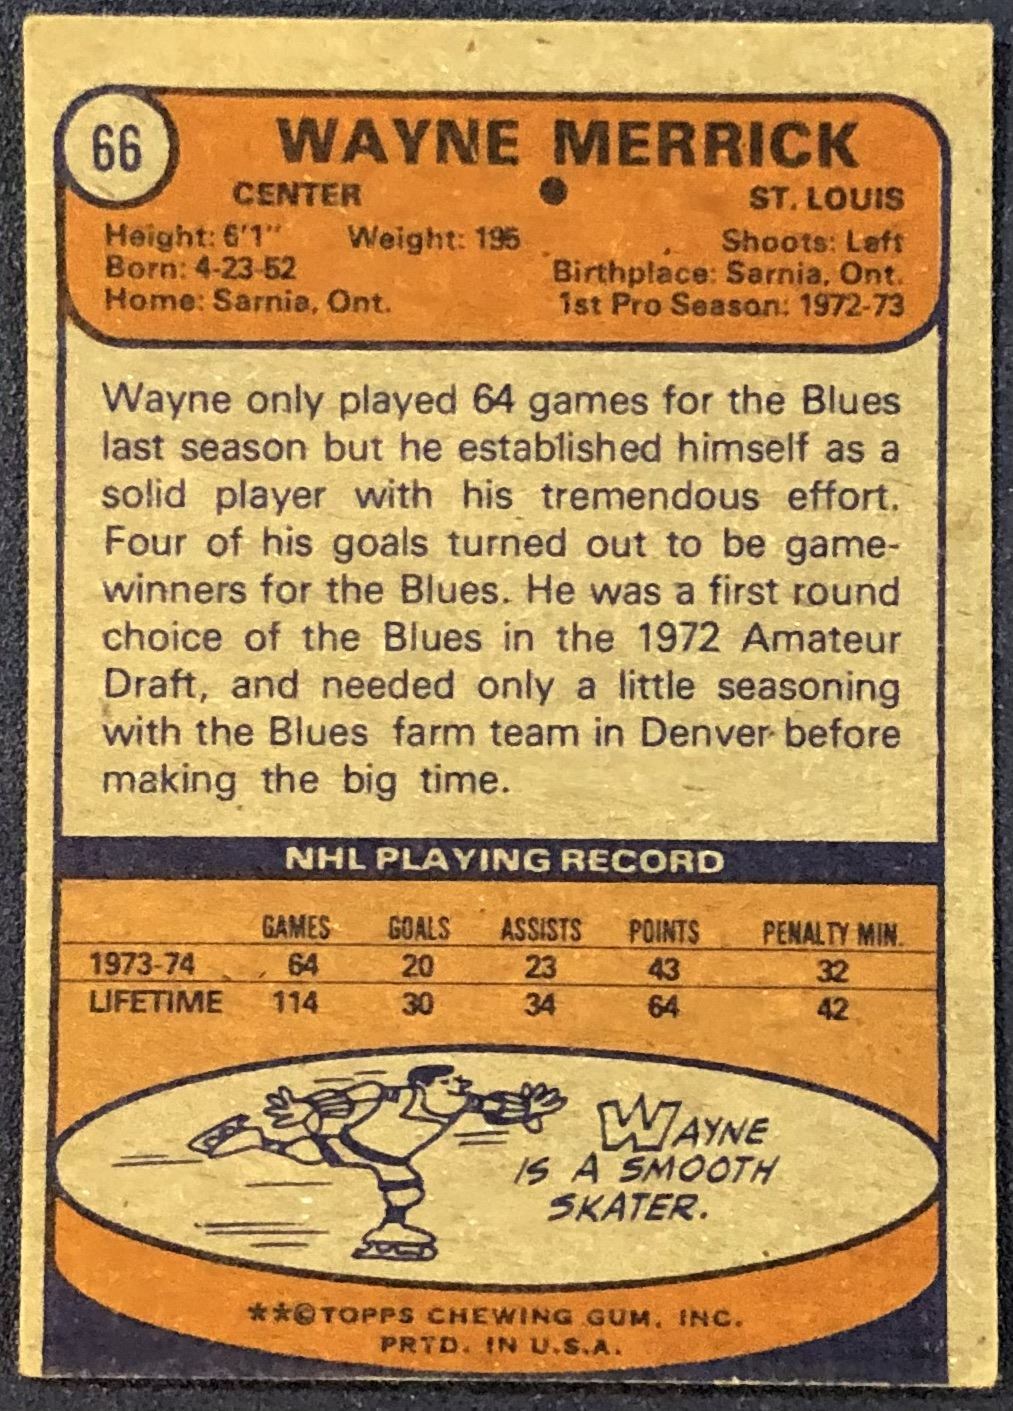 66
WAYNE MERRICK
CENTER ● ST. LOUIS
Height: 6'1" Weight: 195 Shoots: Left
Born: 4-23-52 Birthplace: Sarnia, Ont.
Home: Sarnia, Ont. 1st Pro Season: 1972-73
Wayne only played 64 games for the Blues
last season but he established himself as a
solid player with his tremendous effort.
Four of his goals turned out to be game-
winners for the Blues. He was a first round
choice of the Blues in the 1972 Amateur
Draft, and needed only a little seasoning
with the Blues farm team in Denver before
making the big time.
NHL PLAYING RECORD
GAMES GOALS ASSISTS POINTS PENALTY MIN.
1973-74 64 20 23 43 32
LIFETIME 114 30 34 64 42
WAYNE
IS A SMOOTH
SKATER.
**©TOPPS CHEWING GUM, INC.
PRTD. IN U.S.A.